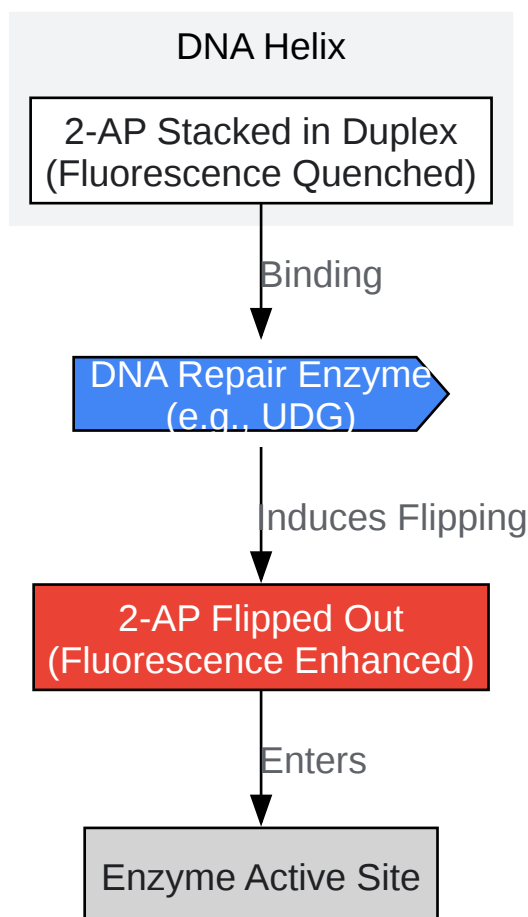 DNA Helix
2-AP Stacked in Duplex
(Fluorescence Quenched)
Binding
DNA Repair Enzyme
(e.g., UDG)
Induces Flipping
2-AP Flipped Out
(Fluorescence Enhanced)
Enters
Enzyme Active Site